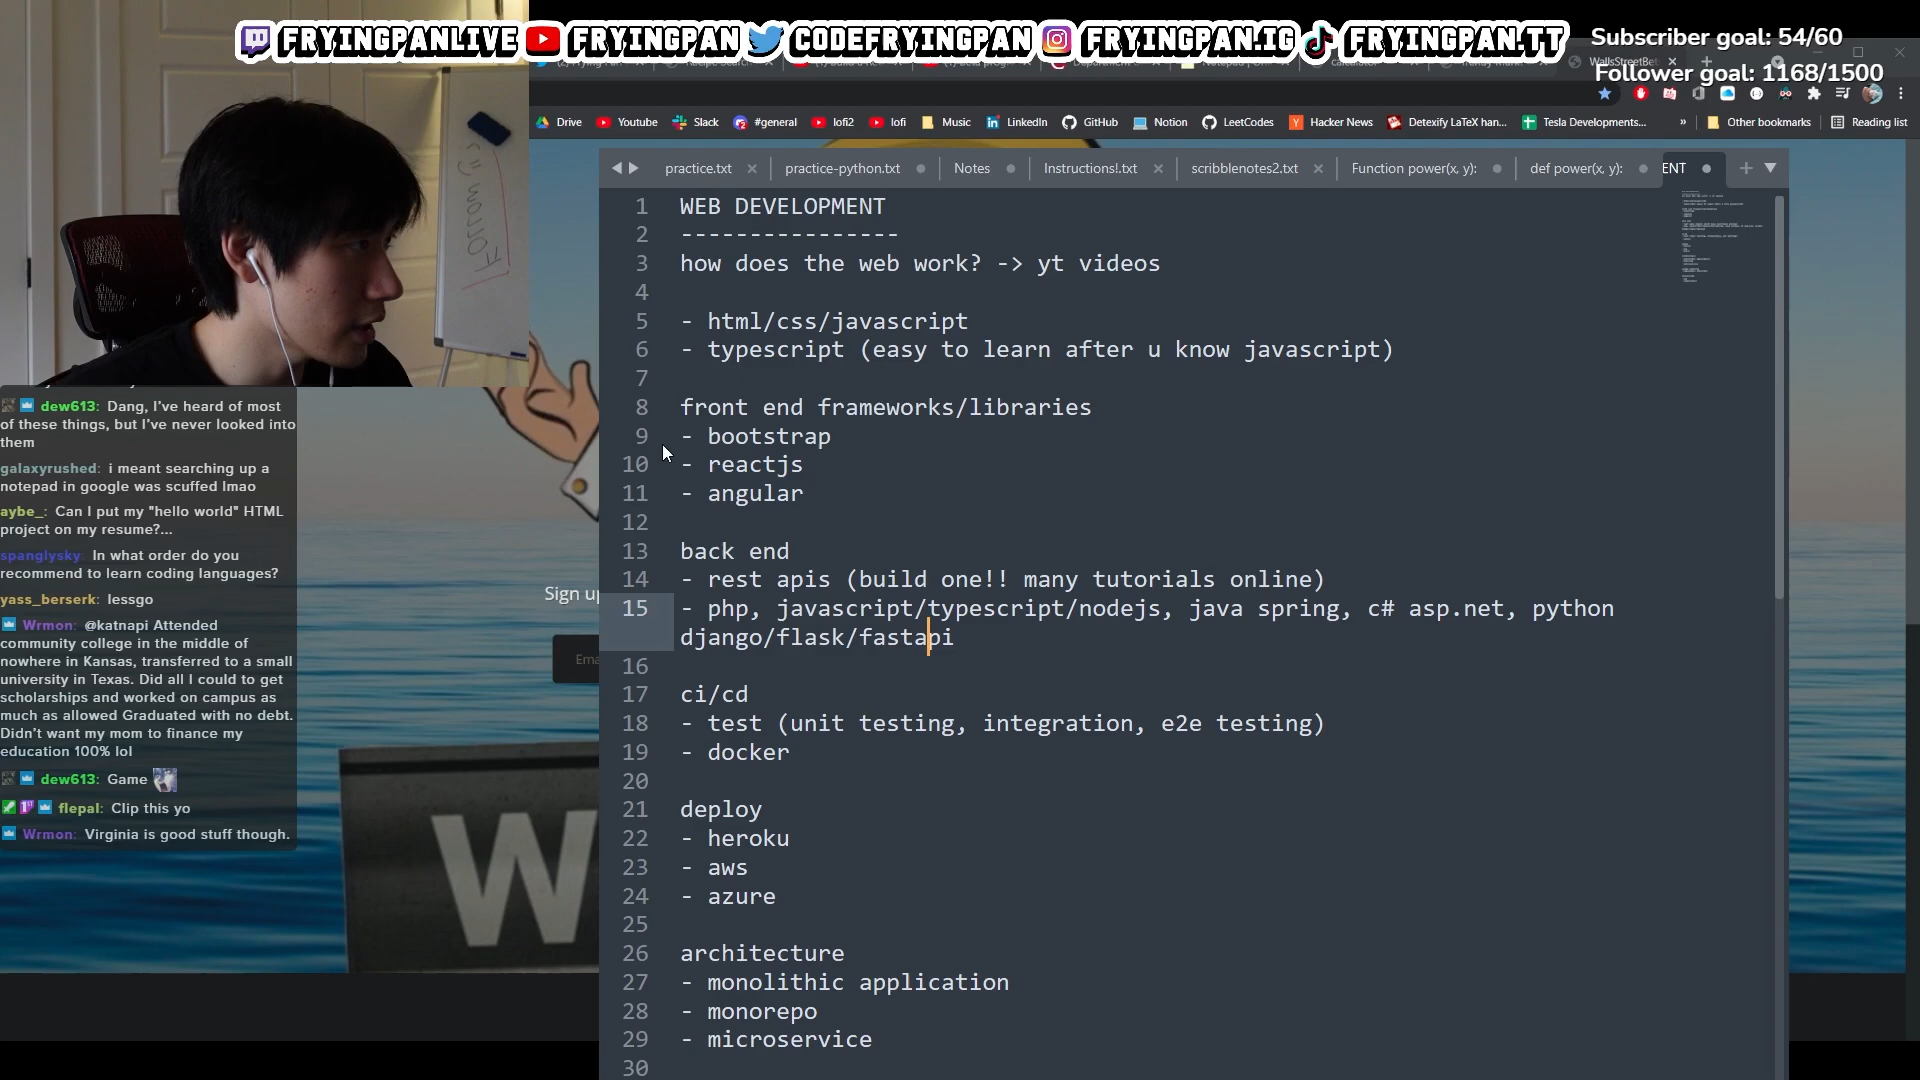 FRYINGPANLIVE FRYINGPAN CODEFRYINGPAN FRYINGPAN.IG FRYINGPAN.TT
Subscriber goal: 54/60
Follower goal: 1168/1500
WallsStreetBet
Drive Youtube Slack #general lofi2 lofi Music LinkedIn GitHub Notion LeetCodes Hacker News Detexify LaTeX han... Tesla Developments... » Other bookmarks Reading list
practice.txt practice-python.txt Notes Instructions!.txt scribblenotes2.txt Function power(x, y): def power(x, y): ENT
1 WEB DEVELOPMENT
2 ----------------
3 how does the web work? -> yt videos
4
5 - html/css/javascript
6 - typescript (easy to learn after u know javascript)
7
8 front end frameworks/libraries
9 - bootstrap
10 - reactjs
11 - angular
12
13 back end
14 - rest apis (build one!! many tutorials online)
15 - php, javascript/typescript/nodejs, java spring, c# asp.net, python
django/flask/fastapi
16
17 ci/cd
18 - test (unit testing, integration, e2e testing)
19 - docker
20
21 deploy
22 - heroku
23 - aws
24 - azure
25
26 architecture
27 - monolithic application
28 - monorepo
29 - microservice
30
Follow :)
dew613: Dang, I've heard of most
of these things, but I've never looked into
them
galaxyrushed: i meant searching up a
notepad in google was scuffed lmao
aybe_: Can I put my "hello world" HTML
project on my resume?...
spanglysky: In what order do you
recommend to learn coding languages?
yass_berserk: lessgo
Wrmon: @katnapi Attended
community college in the middle of
nowhere in Kansas, transferred to a small
university in Texas. Did all I could to get
scholarships and worked on campus as
much as allowed Graduated with no debt.
Didn't want my mom to finance my
education 100% lol
dew613: Game
flepal: Clip this yo
Wrmon: Virginia is good stuff though.
Sign up
Ema
W